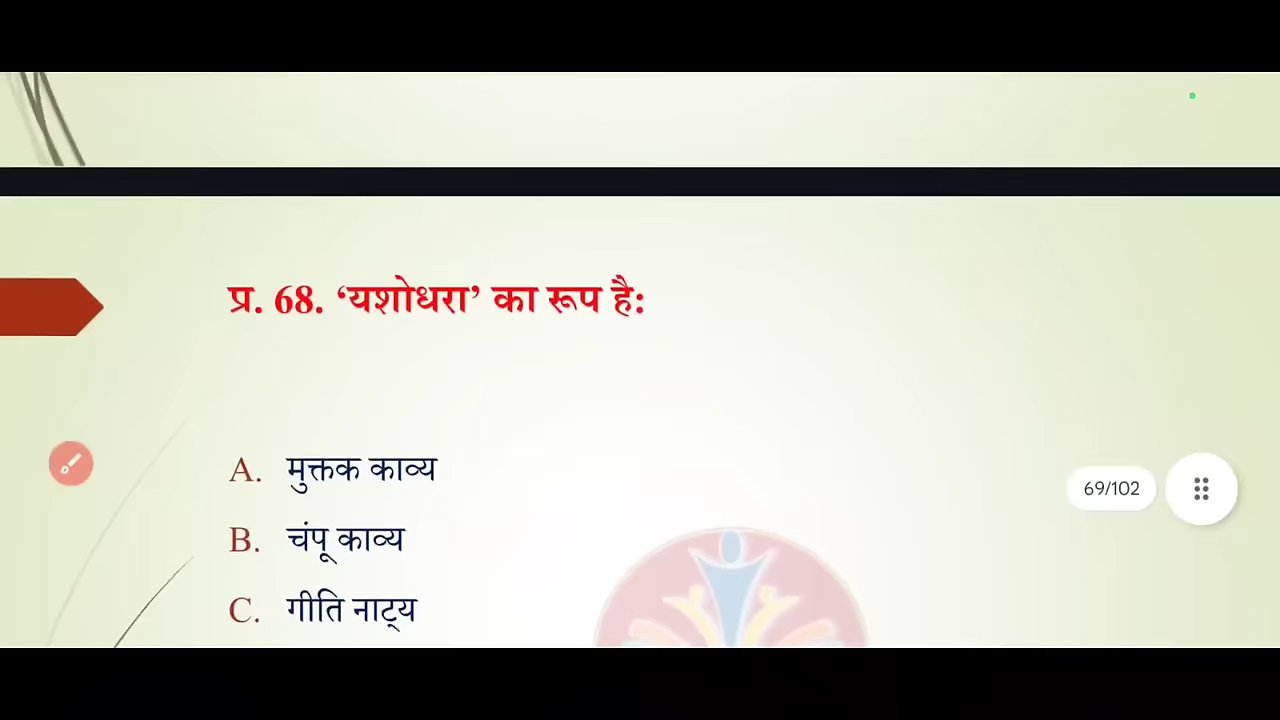 प्र. 68. ‘यशोधरा’ का रूप है:
A. मुक्तक काव्य
69/102
B. चंपू काव्य
C. गीति नाट्य